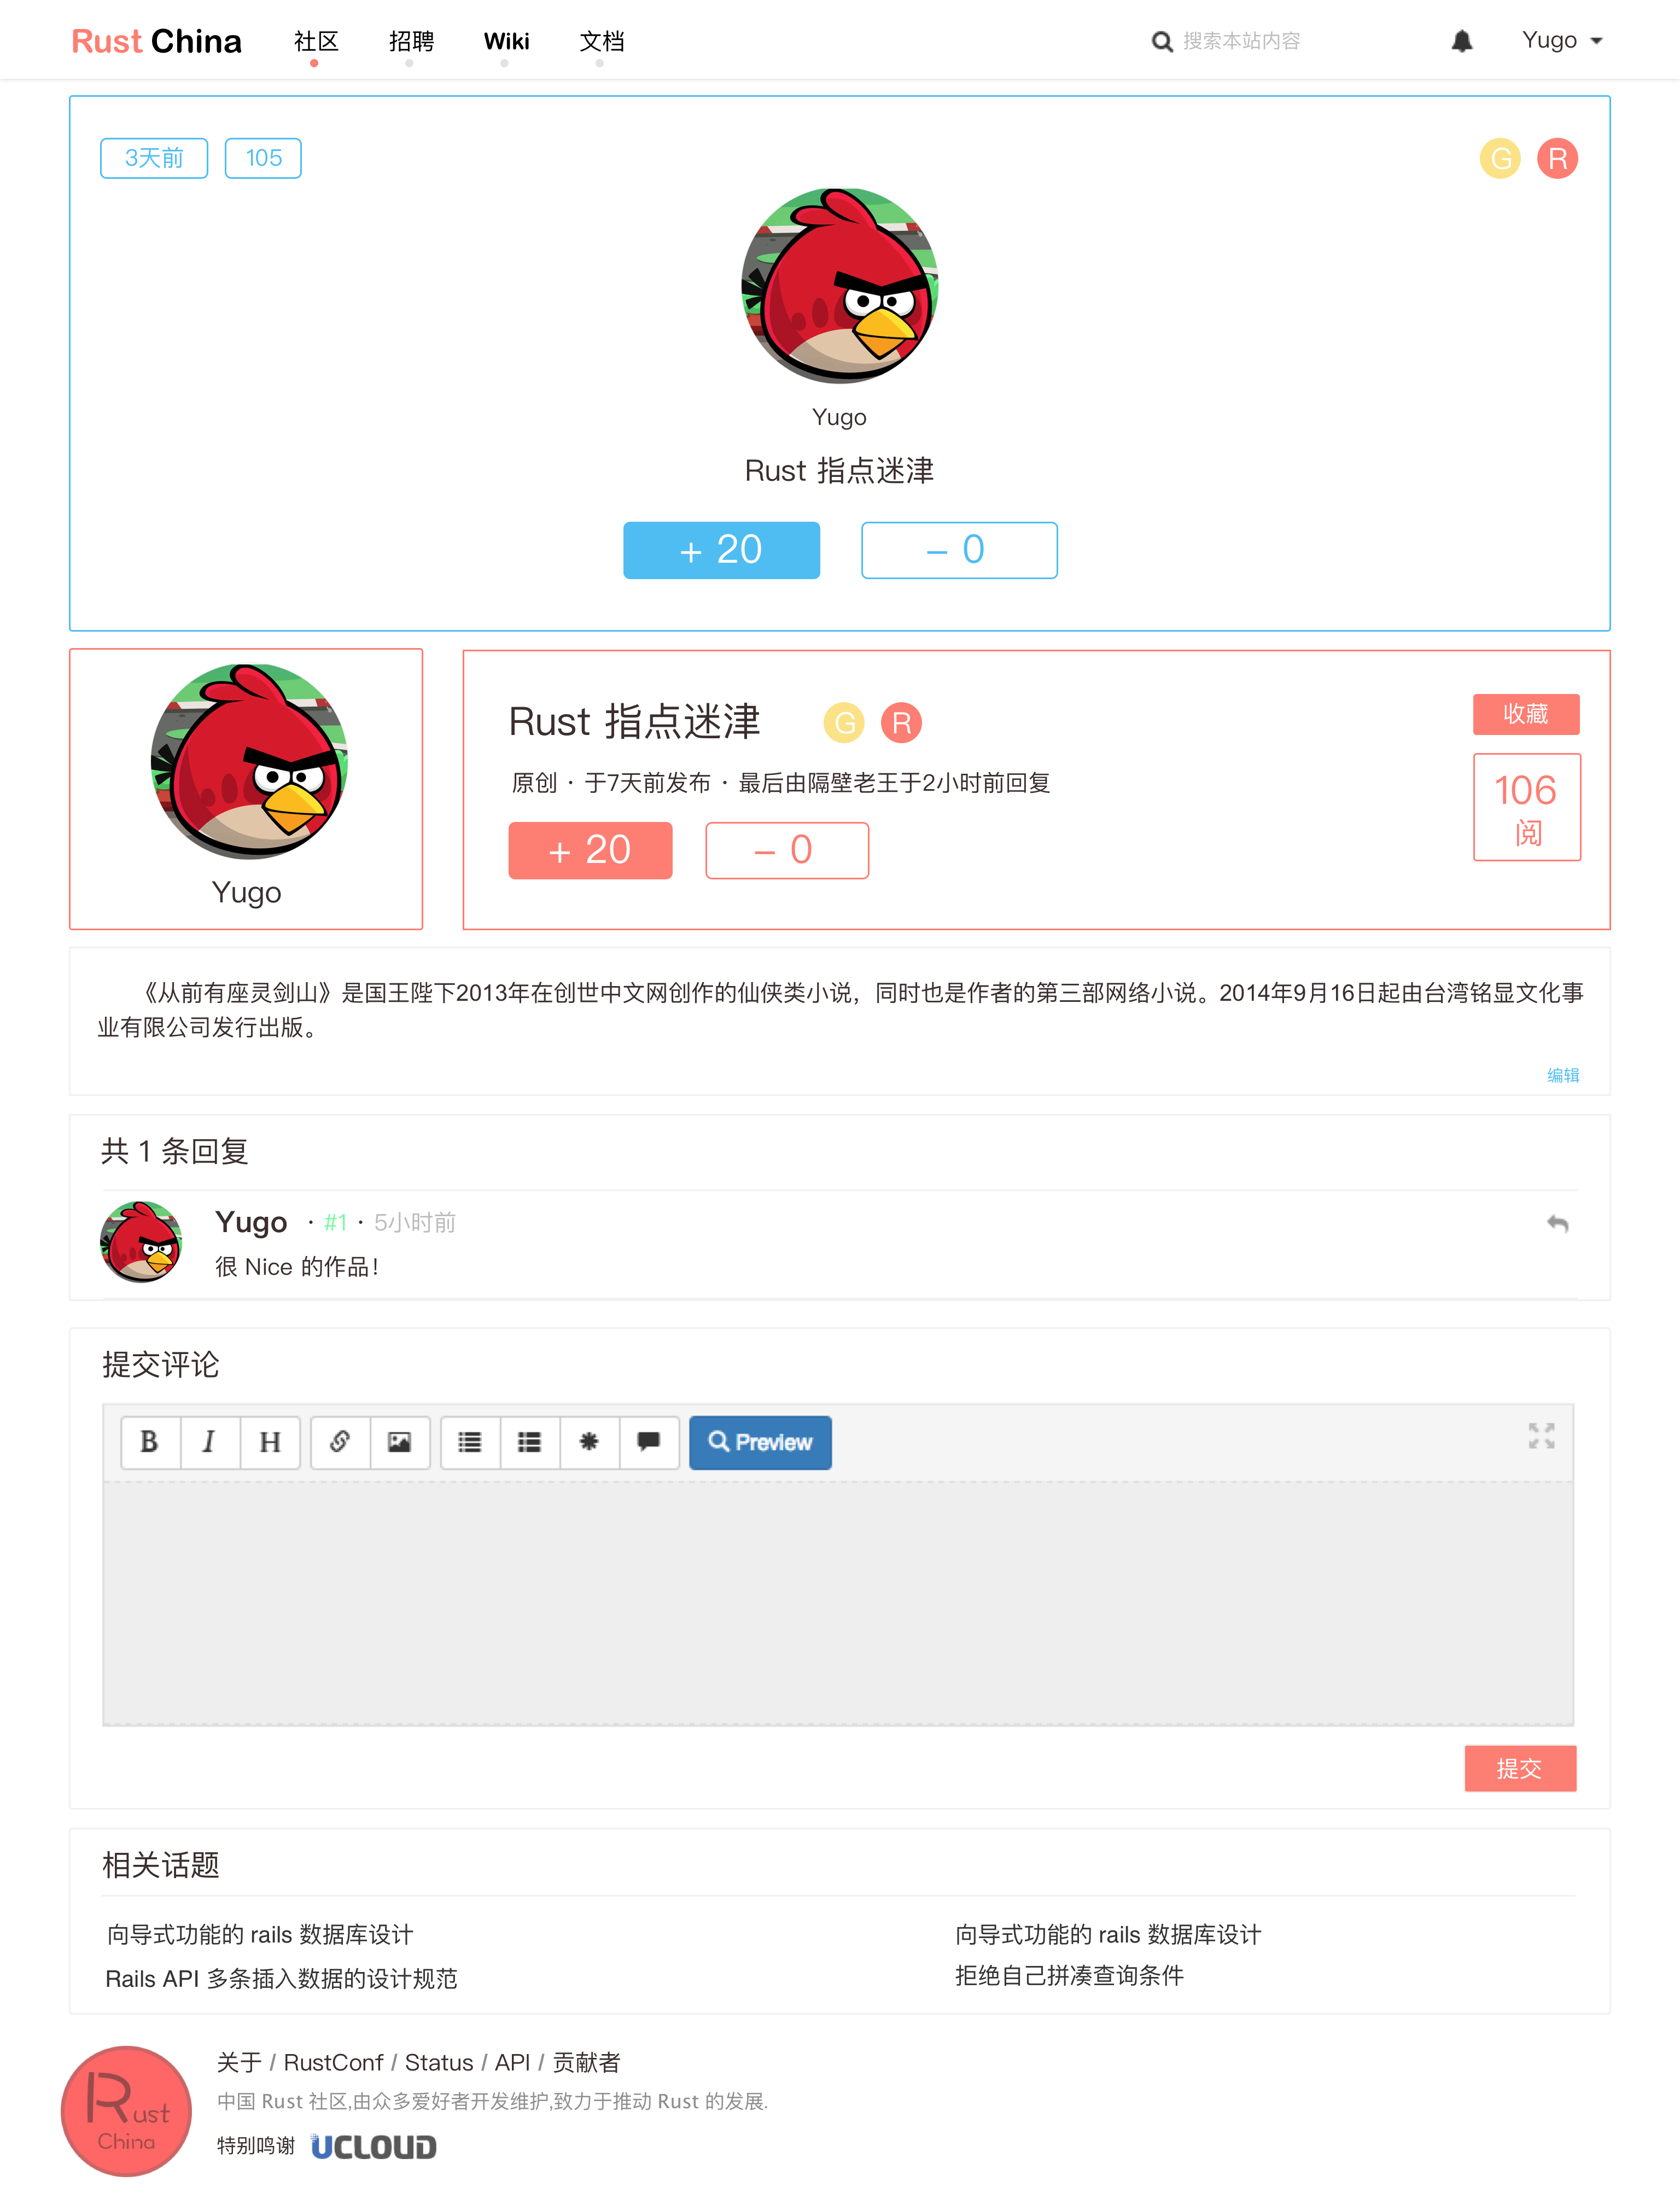 Rust China 社区 招聘 Wiki 文档 搜索本站内容 Yugo
3天前 105 G R
Yugo
Rust 指点迷津
+ 20 – 0
Rust 指点迷津 G R 收藏
原创 · 于7天前发布 · 最后由隔壁老王于2小时前回复
106
阅
+ 20 – 0
Yugo
《从前有座灵剑山》是国王陛下2013年在创世中文网创作的仙侠类小说，同时也是作者的第三部网络小说。2014年9月16日起由台湾铭显文化事
业有限公司发行出版。
编辑
共 1 条回复
Yugo · #1 · 5小时前
很 Nice 的作品！
提交评论
B I H Preview
提交
相关话题
向导式功能的 rails 数据库设计 向导式功能的 rails 数据库设计
Rails API 多条插入数据的设计规范 拒绝自己拼凑查询条件
关于 / RustConf / Status / API / 贡献者
中国 Rust 社区,由众多爱好者开发维护,致力于推动 Rust 的发展.
特别鸣谢 UCLOUD
Rust
China